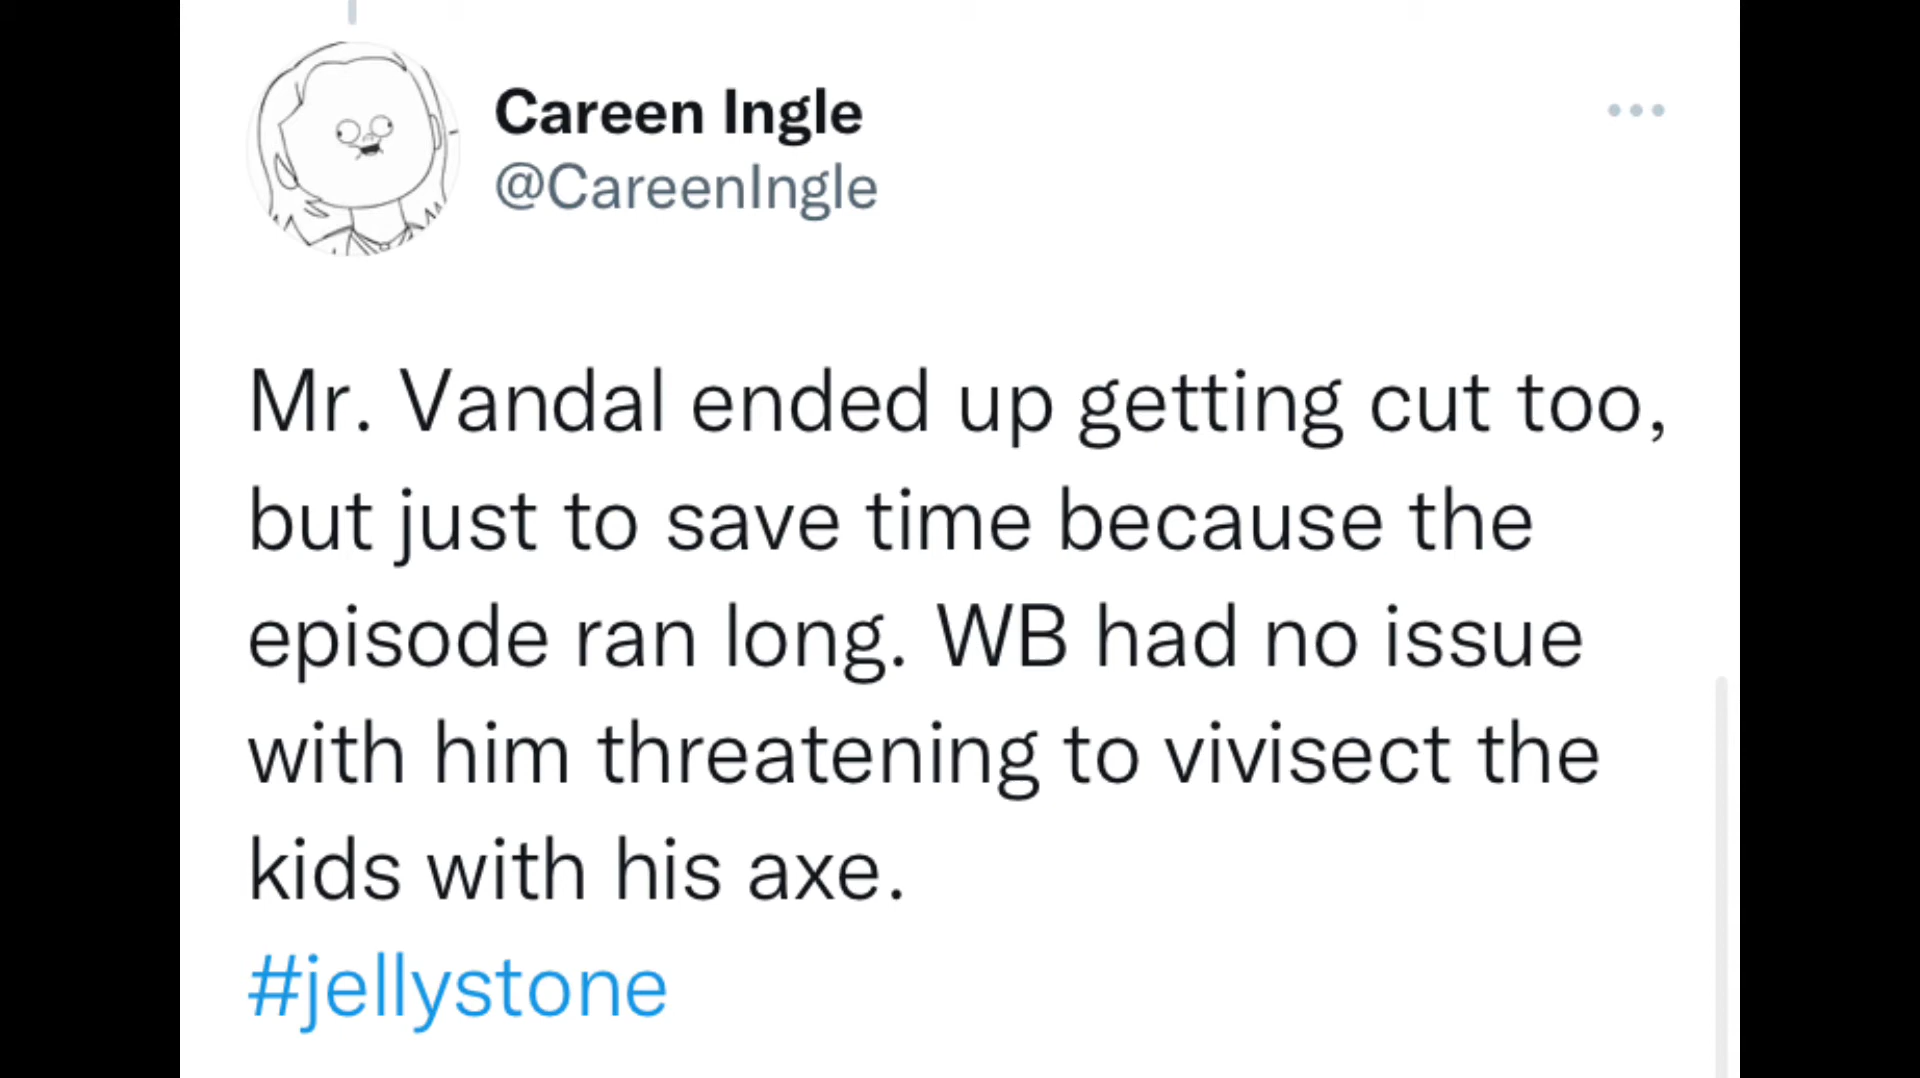 Careen Ingle
@CareenIngle
Mr. Vandal ended up getting cut too,
but just to save time because the
episode ran long. WB had no issue
with him threatening to vivisect the
kids with his axe.
#jellystone